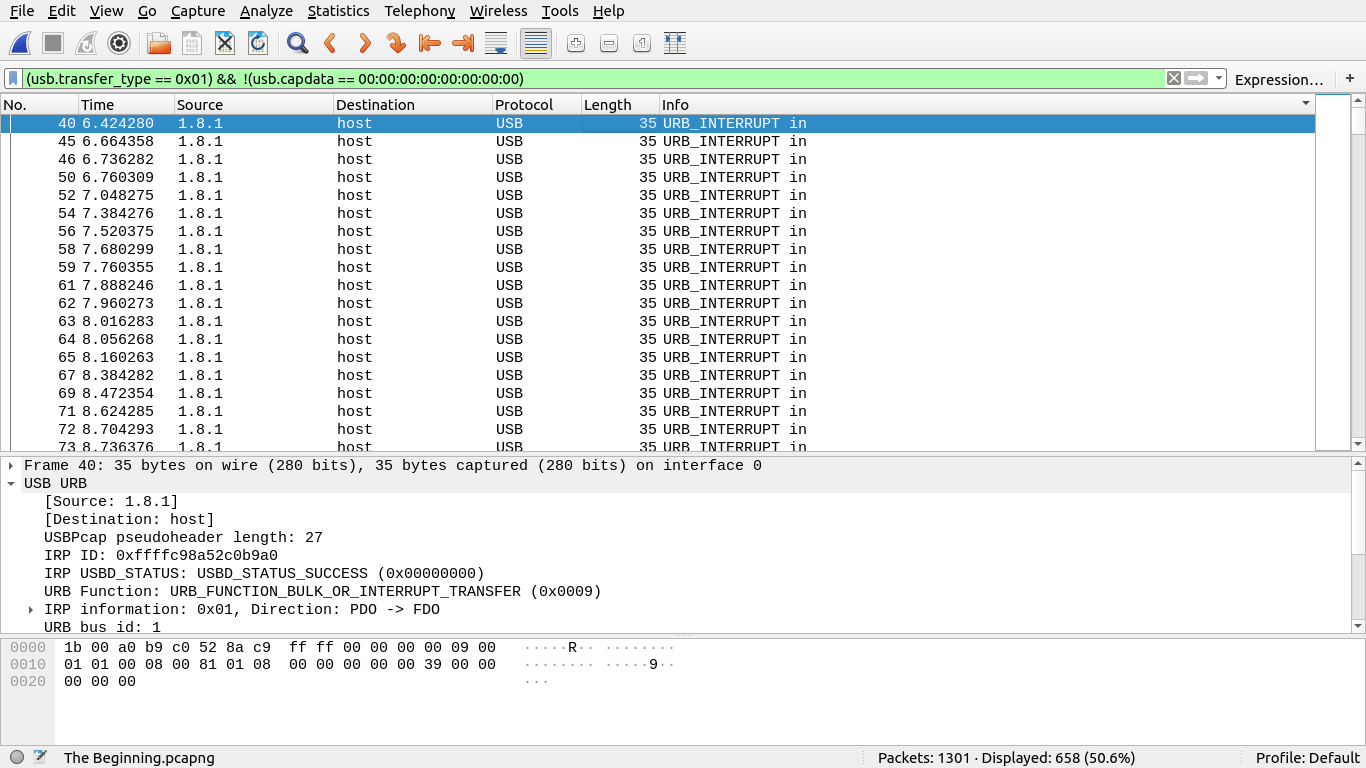 File Edit View Go Capture Analyze Statistics Telephony Wireless Tools Help
(usb.transfer_type == 0x01) && !(usb.capdata == 00:00:00:00:00:00:00:00) Expression… +
No. Time Source Destination Protocol Length Info
40 6.424280 1.8.1 host USB 35 URB_INTERRUPT in
45 6.664358 1.8.1 host USB 35 URB_INTERRUPT in
46 6.736282 1.8.1 host USB 35 URB_INTERRUPT in
50 6.760309 1.8.1 host USB 35 URB_INTERRUPT in
52 7.048275 1.8.1 host USB 35 URB_INTERRUPT in
54 7.384276 1.8.1 host USB 35 URB_INTERRUPT in
56 7.520375 1.8.1 host USB 35 URB_INTERRUPT in
58 7.680299 1.8.1 host USB 35 URB_INTERRUPT in
59 7.760355 1.8.1 host USB 35 URB_INTERRUPT in
61 7.888246 1.8.1 host USB 35 URB_INTERRUPT in
62 7.960273 1.8.1 host USB 35 URB_INTERRUPT in
63 8.016283 1.8.1 host USB 35 URB_INTERRUPT in
64 8.056268 1.8.1 host USB 35 URB_INTERRUPT in
65 8.160263 1.8.1 host USB 35 URB_INTERRUPT in
67 8.384282 1.8.1 host USB 35 URB_INTERRUPT in
69 8.472354 1.8.1 host USB 35 URB_INTERRUPT in
71 8.624285 1.8.1 host USB 35 URB_INTERRUPT in
72 8.704293 1.8.1 host USB 35 URB_INTERRUPT in
73 8.736376 1.8.1 host USB 35 URB_INTERRUPT in
Frame 40: 35 bytes on wire (280 bits), 35 bytes captured (280 bits) on interface 0
USB URB
[Source: 1.8.1]
[Destination: host]
USBPcap pseudoheader length: 27
IRP ID: 0xffffc98a52c0b9a0
IRP USBD_STATUS: USBD_STATUS_SUCCESS (0x00000000)
URB Function: URB_FUNCTION_BULK_OR_INTERRUPT_TRANSFER (0x0009)
IRP information: 0x01, Direction: PDO -> FDO
URB bus id: 1
0000 1b 00 a0 b9 c0 52 8a c9 ff ff 00 00 00 00 09 00 ·····R·· ········
0010 01 01 00 08 00 81 01 08 00 00 00 00 00 39 00 00 ········ ·····9··
0020 00 00 00 ···
The Beginning.pcapng Packets: 1301 · Displayed: 658 (50.6%) Profile: Default